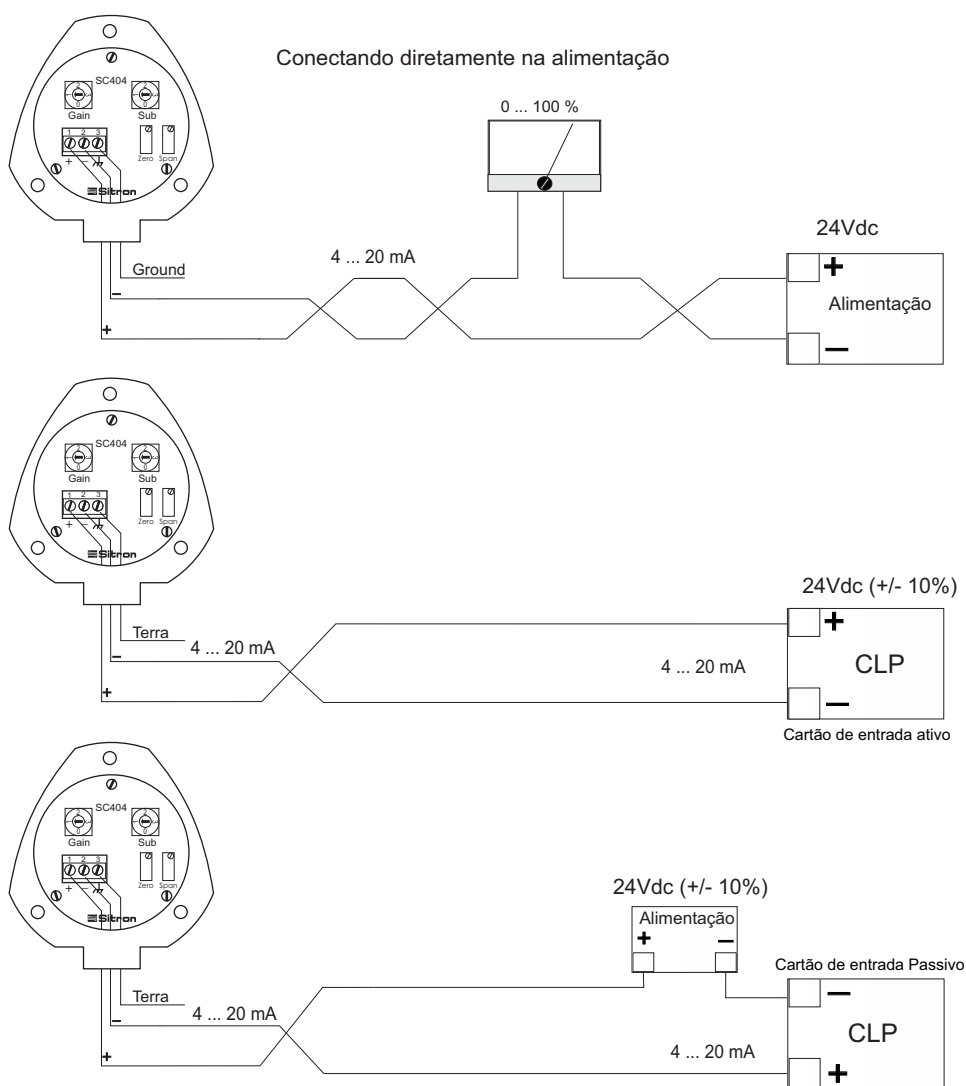 Conectando diretamente na alimentação
SC404
Gain
Sub
1 2 3
+ – 
Zero Span
Sitron
0 ... 100 %
24Vdc
4 ... 20 mA
Ground
–
+
+
Alimentação
–
SC404
Gain
Sub
1 2 3
+ –
Zero Span
Sitron
24Vdc (+/- 10%)
Terra
4 ... 20 mA
–
+
+
4 ... 20 mA
CLP
–
Cartão de entrada ativo
SC404
Gain
Sub
1 2 3
+ –
Zero Span
Sitron
24Vdc (+/- 10%)
Alimentação
+ –
Cartão de entrada Passivo
Terra
4 ... 20 mA
–
+
–
CLP
4 ... 20 mA
+